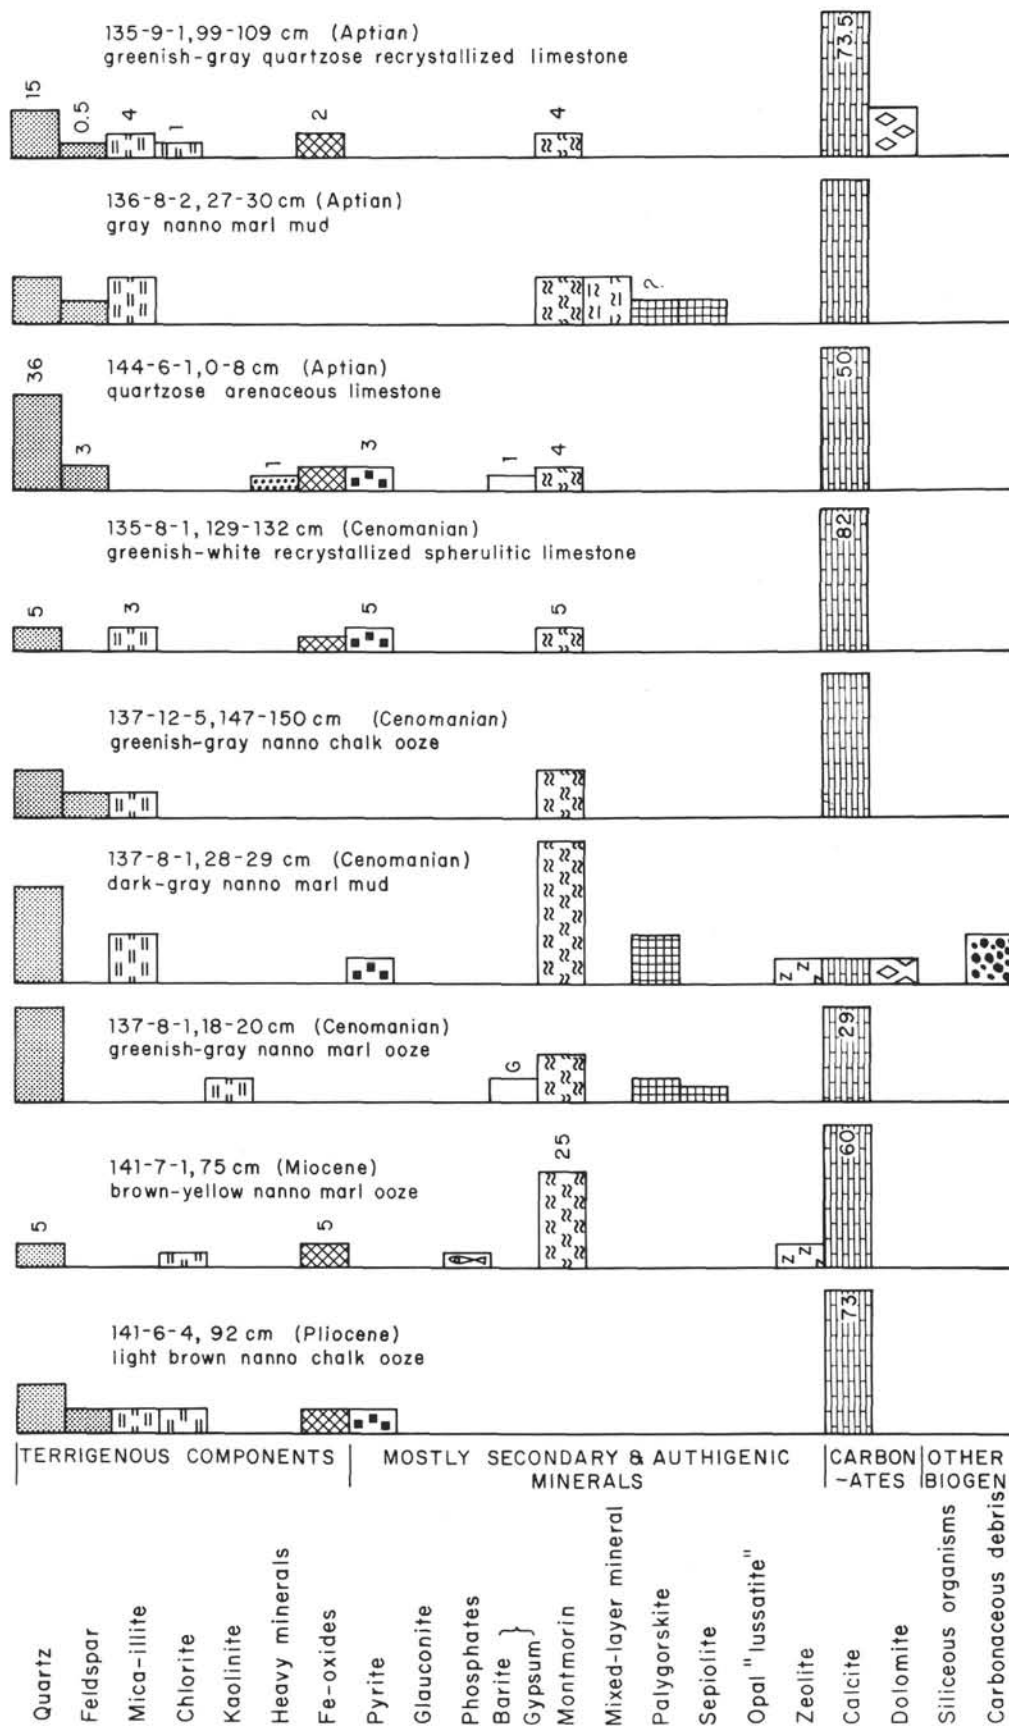 135-9-1, 99-109 cm (Aptian)
greenish-gray quartzose recrystallized limestone
15
0.5
4
1
2
4
73.5
136-8-2, 27-30 cm (Aptian)
gray nanno marl mud
?
144-6-1, 0-8 cm (Aptian)
quartzose arenaceous limestone
36
3
1
3
1
4
50
135-8-1, 129-132 cm (Cenomanian)
greenish-white recrystallized spherulitic limestone
5
3
5
5
82
137-12-5, 147-150 cm (Cenomanian)
greenish-gray nanno chalk ooze
137-8-1, 28-29 cm (Cenomanian)
dark-gray nanno marl mud
Z Z Z
137-8-1, 18-20 cm (Cenomanian)
greenish-gray nanno marl ooze
G
29
141-7-1, 75 cm (Miocene)
brown-yellow nanno marl ooze
5
5
25
Z Z Z
60
141-6-4, 92 cm (Pliocene)
light brown nanno chalk ooze
73
TERRIGENOUS COMPONENTS
MOSTLY SECONDARY & AUTHIGENIC
MINERALS
CARBON
-ATES
OTHER
BIOGEN
Quartz
Feldspar
Mica-illite
Chlorite
Kaolinite
Heavy minerals
Fe-oxides
Pyrite
Glauconite
Phosphates
Barite }
Gypsum
Montmorin
Mixed-layer mineral
Palygorskite
Sepiolite
Opal "lussatite"
Zeolite
Calcite
Dolomite
Siliceous organisms
Carbonaceous debris